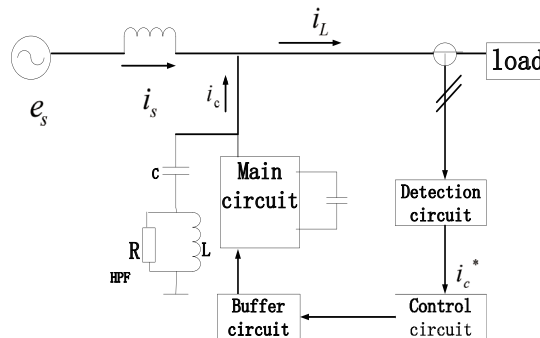 i_L
load
e_s
i_s
i_c
C
Main
circuit
Detection
circuit
R
L
HPF
i_c*
Buffer
circuit
Control
circuit